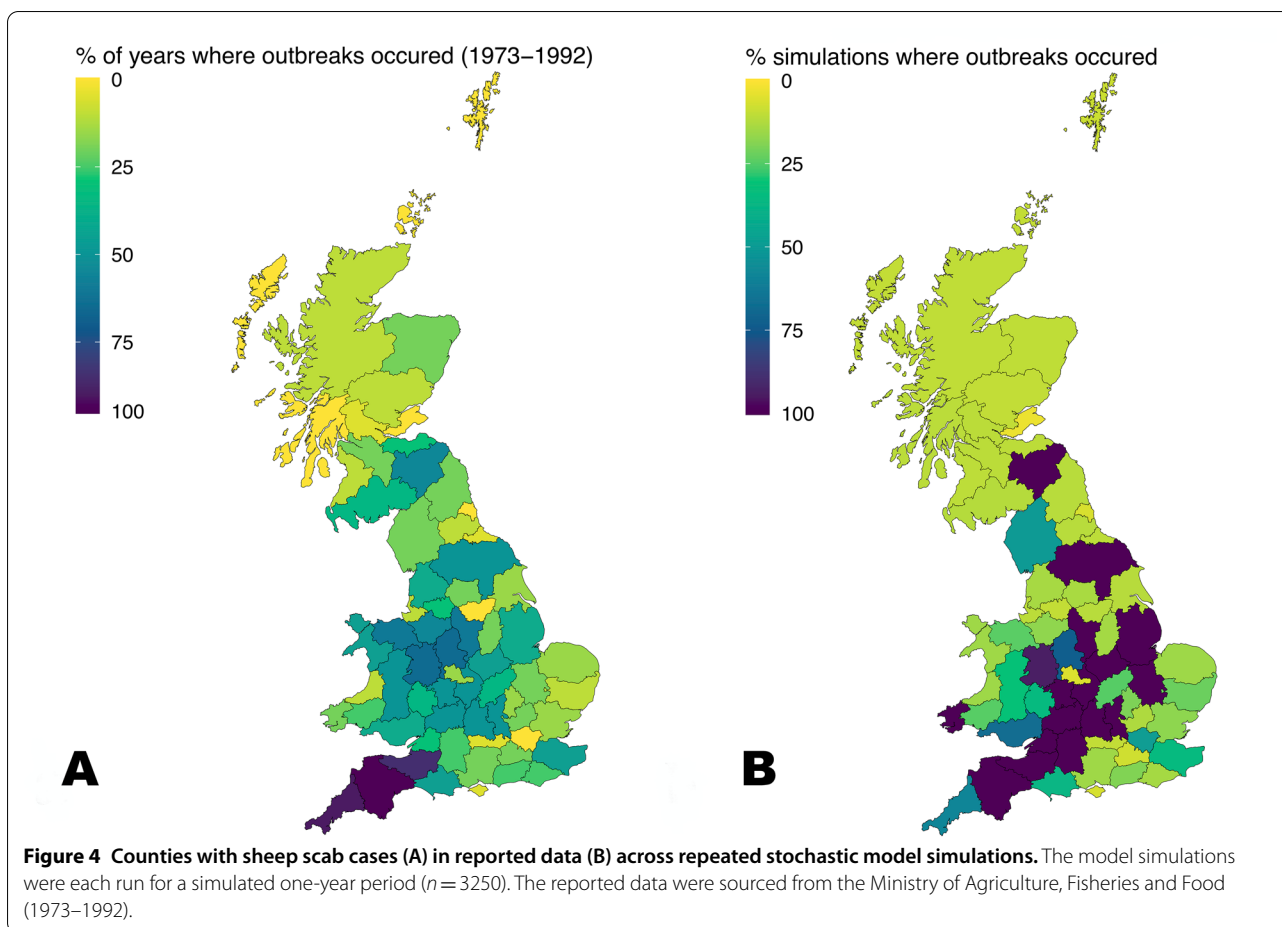 % of years where outbreaks occured (1973–1992)
0
25
50
75
100
A
% simulations where outbreaks occured
0
25
50
75
100
B
Figure 4 Counties with sheep scab cases (A) in reported data (B) across repeated stochastic model simulations. The model simulations
were each run for a simulated one-year period (n = 3250). The reported data were sourced from the Ministry of Agriculture, Fisheries and Food
(1973–1992).